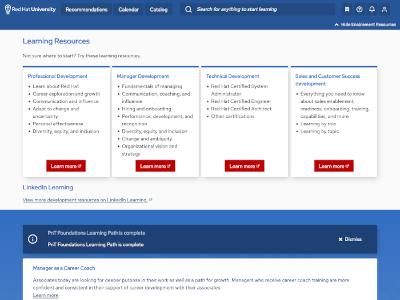 Red Hat University
Recommendations
Calendar
Catalog
Search for anything to start learning
Hide Enablement Resources
Learning Resources
Not sure where to start? Try these learning resources.
Professional Development
Learn about Red Hat
Career exploration and growth
Communication and influence
Adapt to change and
uncertainty
Personal effectiveness
Diversity, equity, and inclusion
Learn more
Manager Development
Fundamentals of managing
Communication, coaching, and
influence
Hiring and onboarding
Performance, development, and
recognition
Diversity, equity and inclusion
Change and ambiguity
Organizational vision and
strategy
Learn more
Technical Development
Red Hat Certified System
Administrator
Red Hat Certified Engineer
Red Hat Certified Architect
Other certifications
Learn more
Sales and Customer Success
development
Everything you need to know
about sales enablement,
readiness, onboarding, training,
capabilities, and more
Learning by role
Learning by topic
Learn more
LinkedIn Learning
View more development resources on LinkedIn Learning.
PnT Foundations Learning Path is complete
PnT Foundations Learning Path is complete
Dismiss
Manager as a Career Coach
Associates today are looking for deeper purpose in their work as well as a path for growth. Managers who receive career coach training are more
confident and consistent in their support of career development with their associates.
Learn more